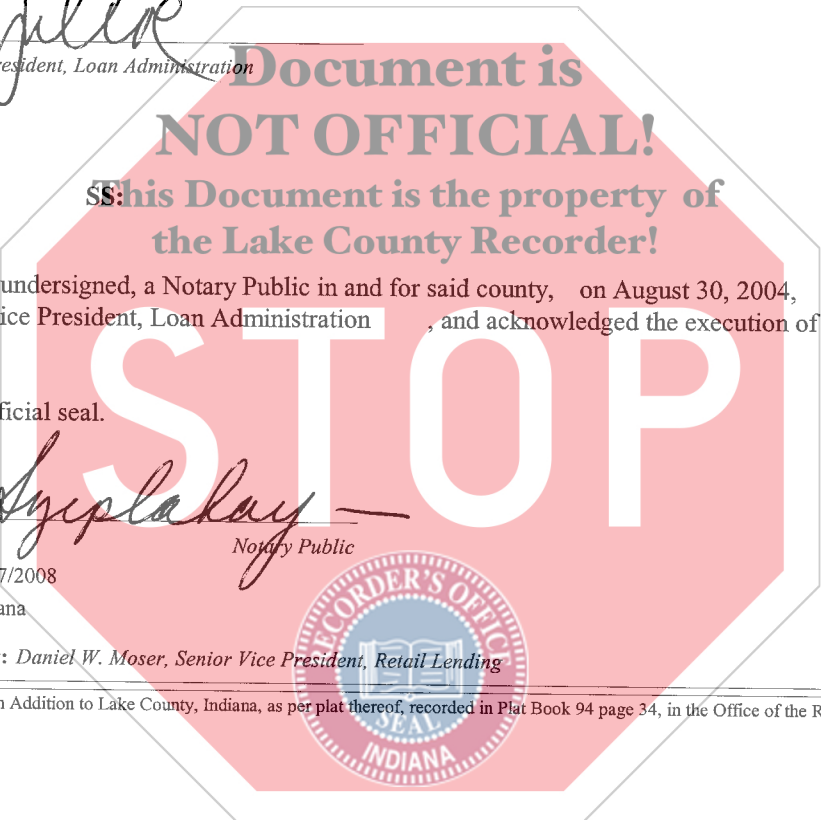 resident, Loan Administration
Document is
NOT OFFICIAL!
SS:
This Document is the property of
the Lake County Recorder!
undersigned, a Notary Public in and for said county, on August 30, 2004,
ice President, Loan Administration , and acknowledged the execution of
STOP
ficial seal.
Notary Public
7/2008
ana
: Daniel W. Moser, Senior Vice President, Retail Lending
RECORDER'S OFFICE
SEAL
INDIANA
n Addition to Lake County, Indiana, as per plat thereof, recorded in Plat Book 94 page 34, in the Office of the R